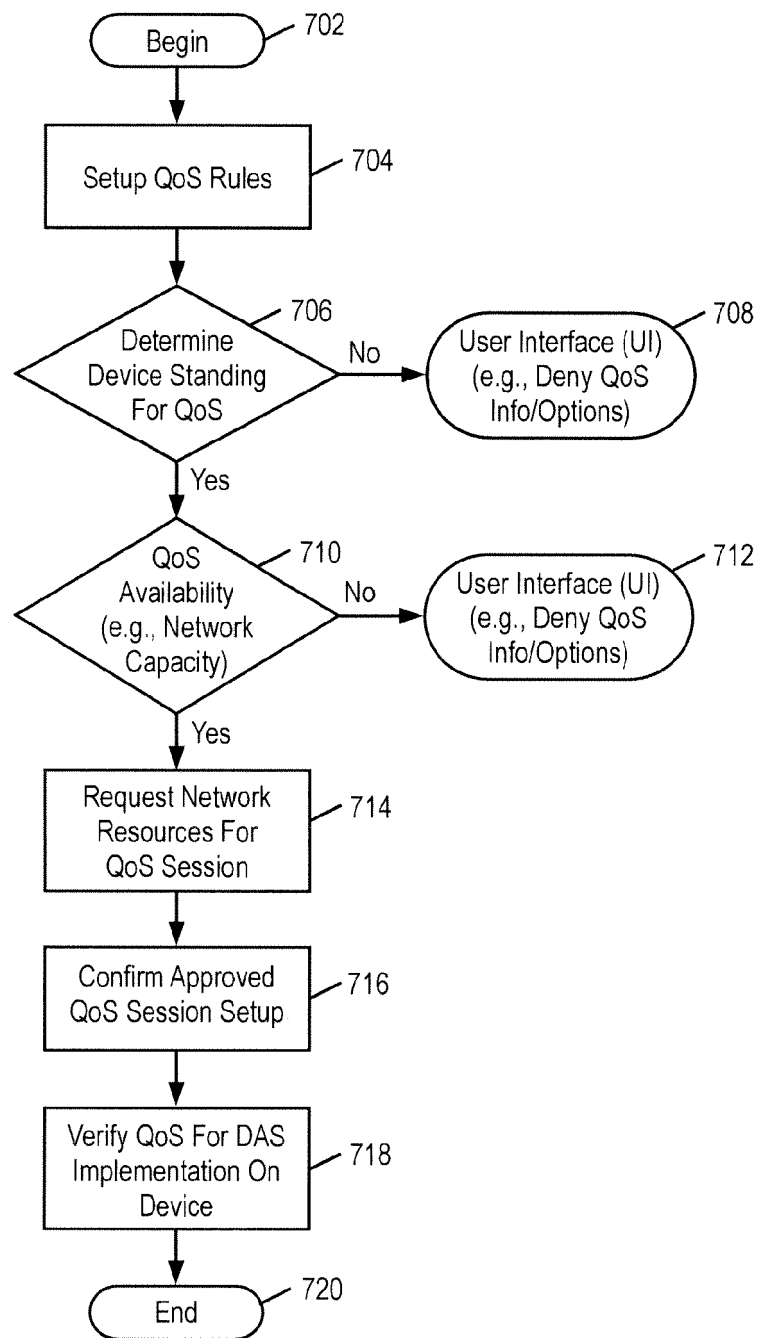 Begin
702
Setup QoS Rules
704
Determine
Device Standing
For QoS
706
No
User Interface (UI)
(e.g., Deny QoS
Info/Options)
708
Yes
QoS
Availability
(e.g., Network
Capacity)
710
No
User Interface (UI)
(e.g., Deny QoS
Info/Options)
712
Yes
Request Network
Resources For
QoS Session
714
Confirm Approved
QoS Session Setup
716
Verify QoS For DAS
Implementation On
Device
718
End
720